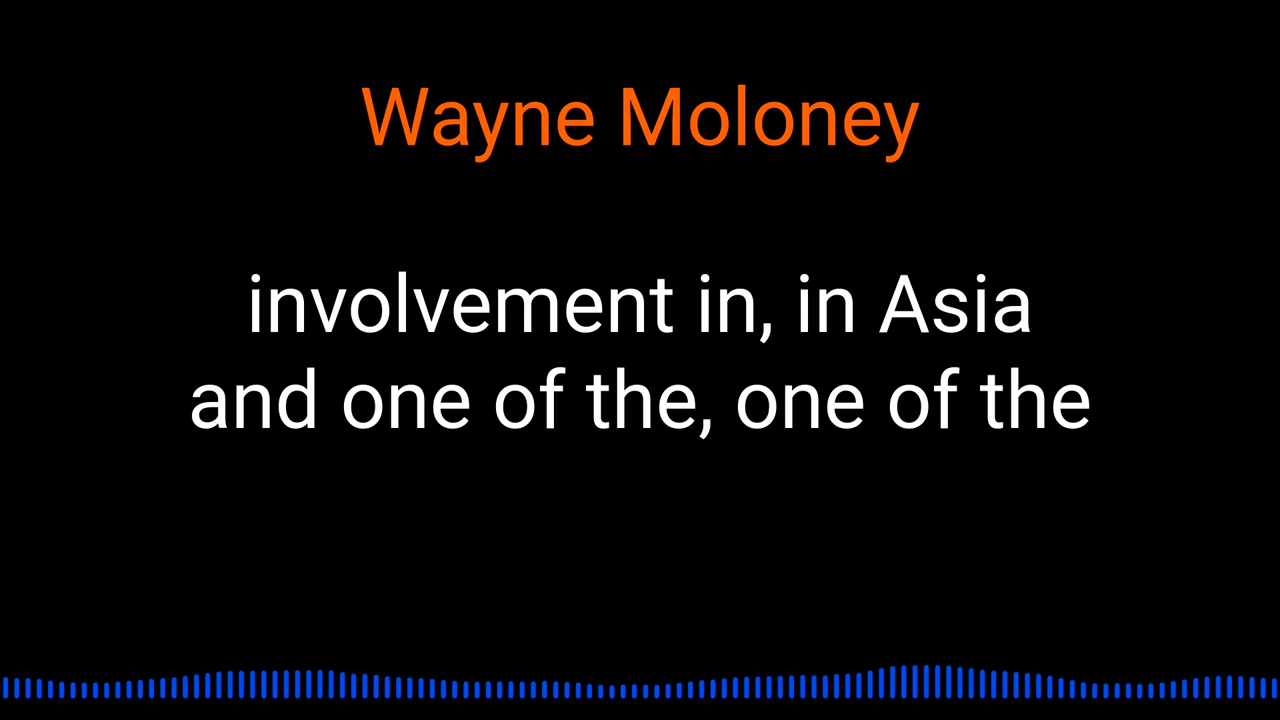 Wayne Moloney
involvement in, in Asia
and one of the, one of the